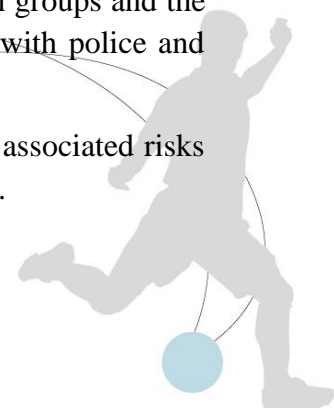 groups and the
with police and
associated risks
.